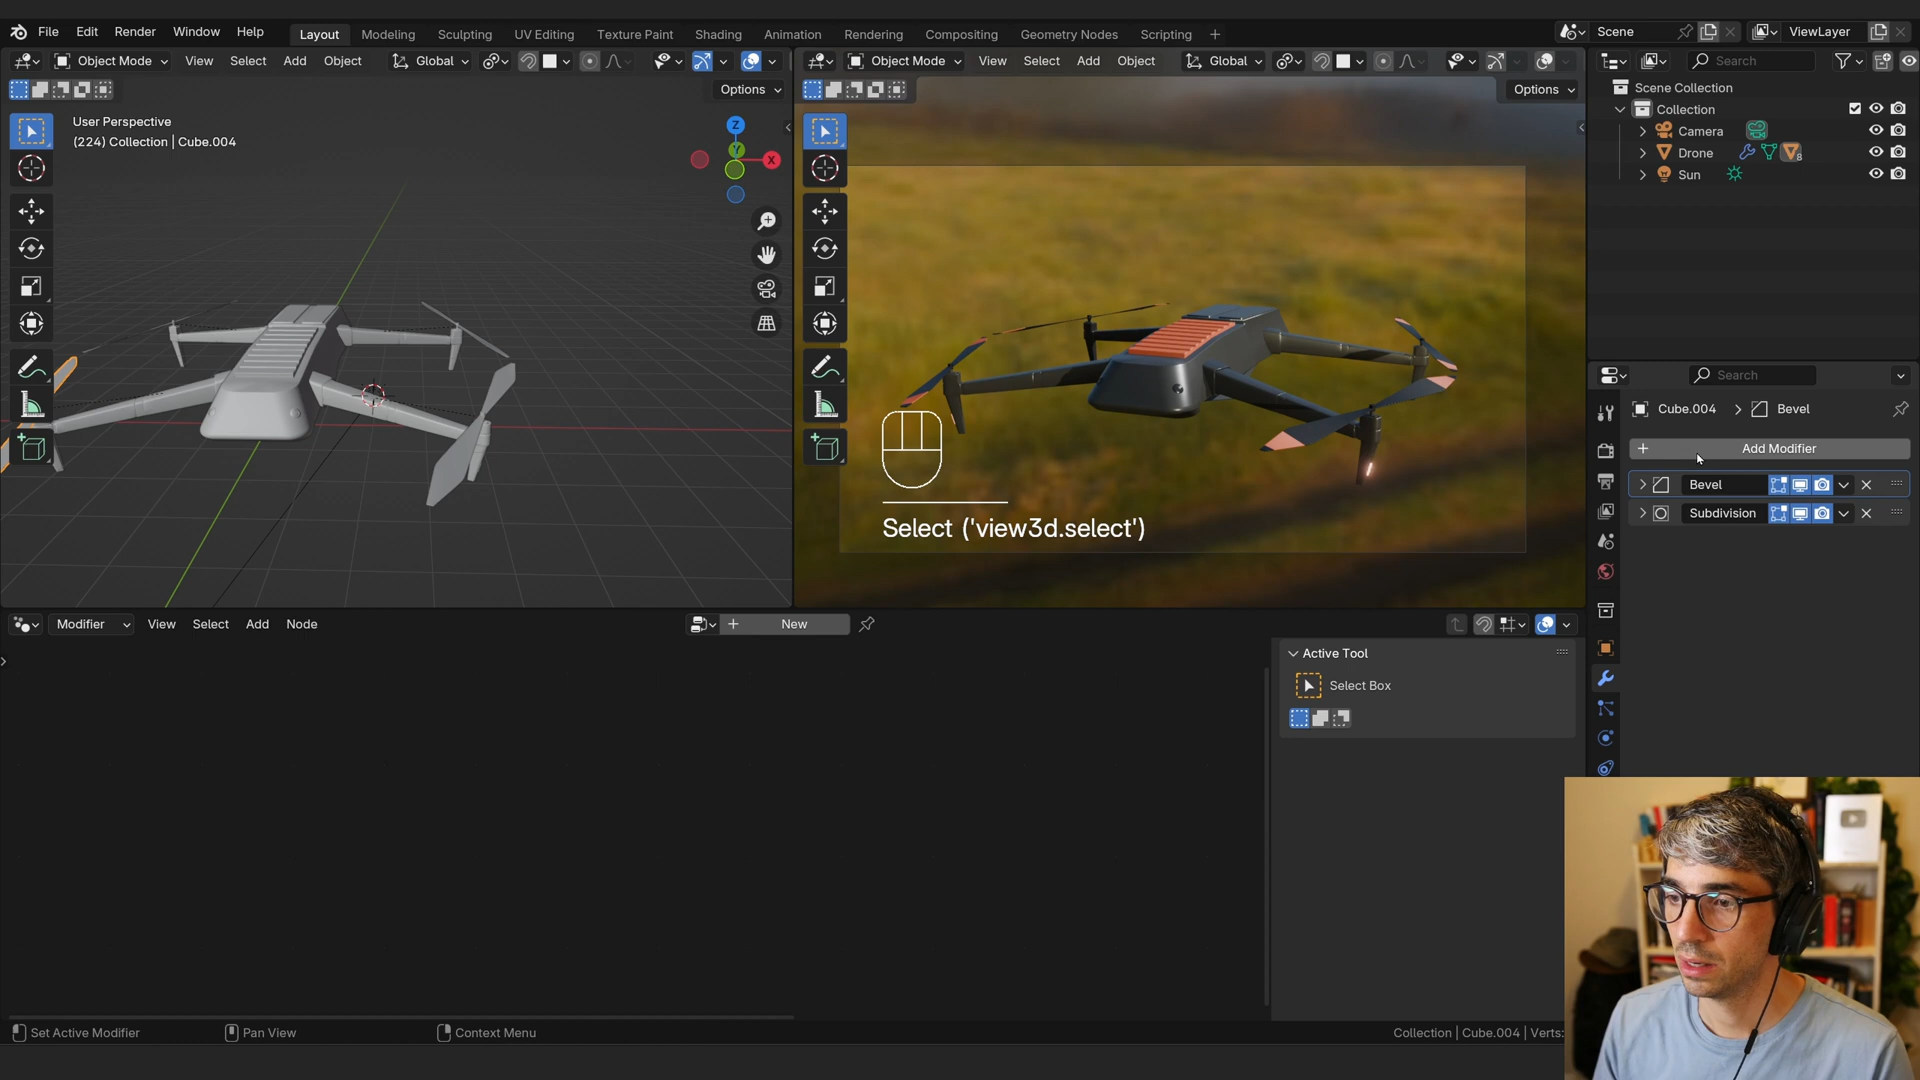 File Edit Render Window Help
Layout Modeling Sculpting UV Editing Texture Paint Shading Animation Rendering Compositing Geometry Nodes Scripting
Scene
ViewLayer
Object Mode View Select Add Object Global
Options
User Perspective
(224) Collection | Cube.004
Z
Y
X
Object Mode View Select Add Object Global
Options
Select ('view3d.select')
Search
Scene Collection
Collection
Camera
Drone
8
Sun
Search
Cube.004 Bevel
Add Modifier
Bevel
Subdivision
Modifier View Select Add Node
New
Active Tool
Select Box
Set Active Modifier
Pan View
Context Menu
Collection | Cube.004 | Verts: